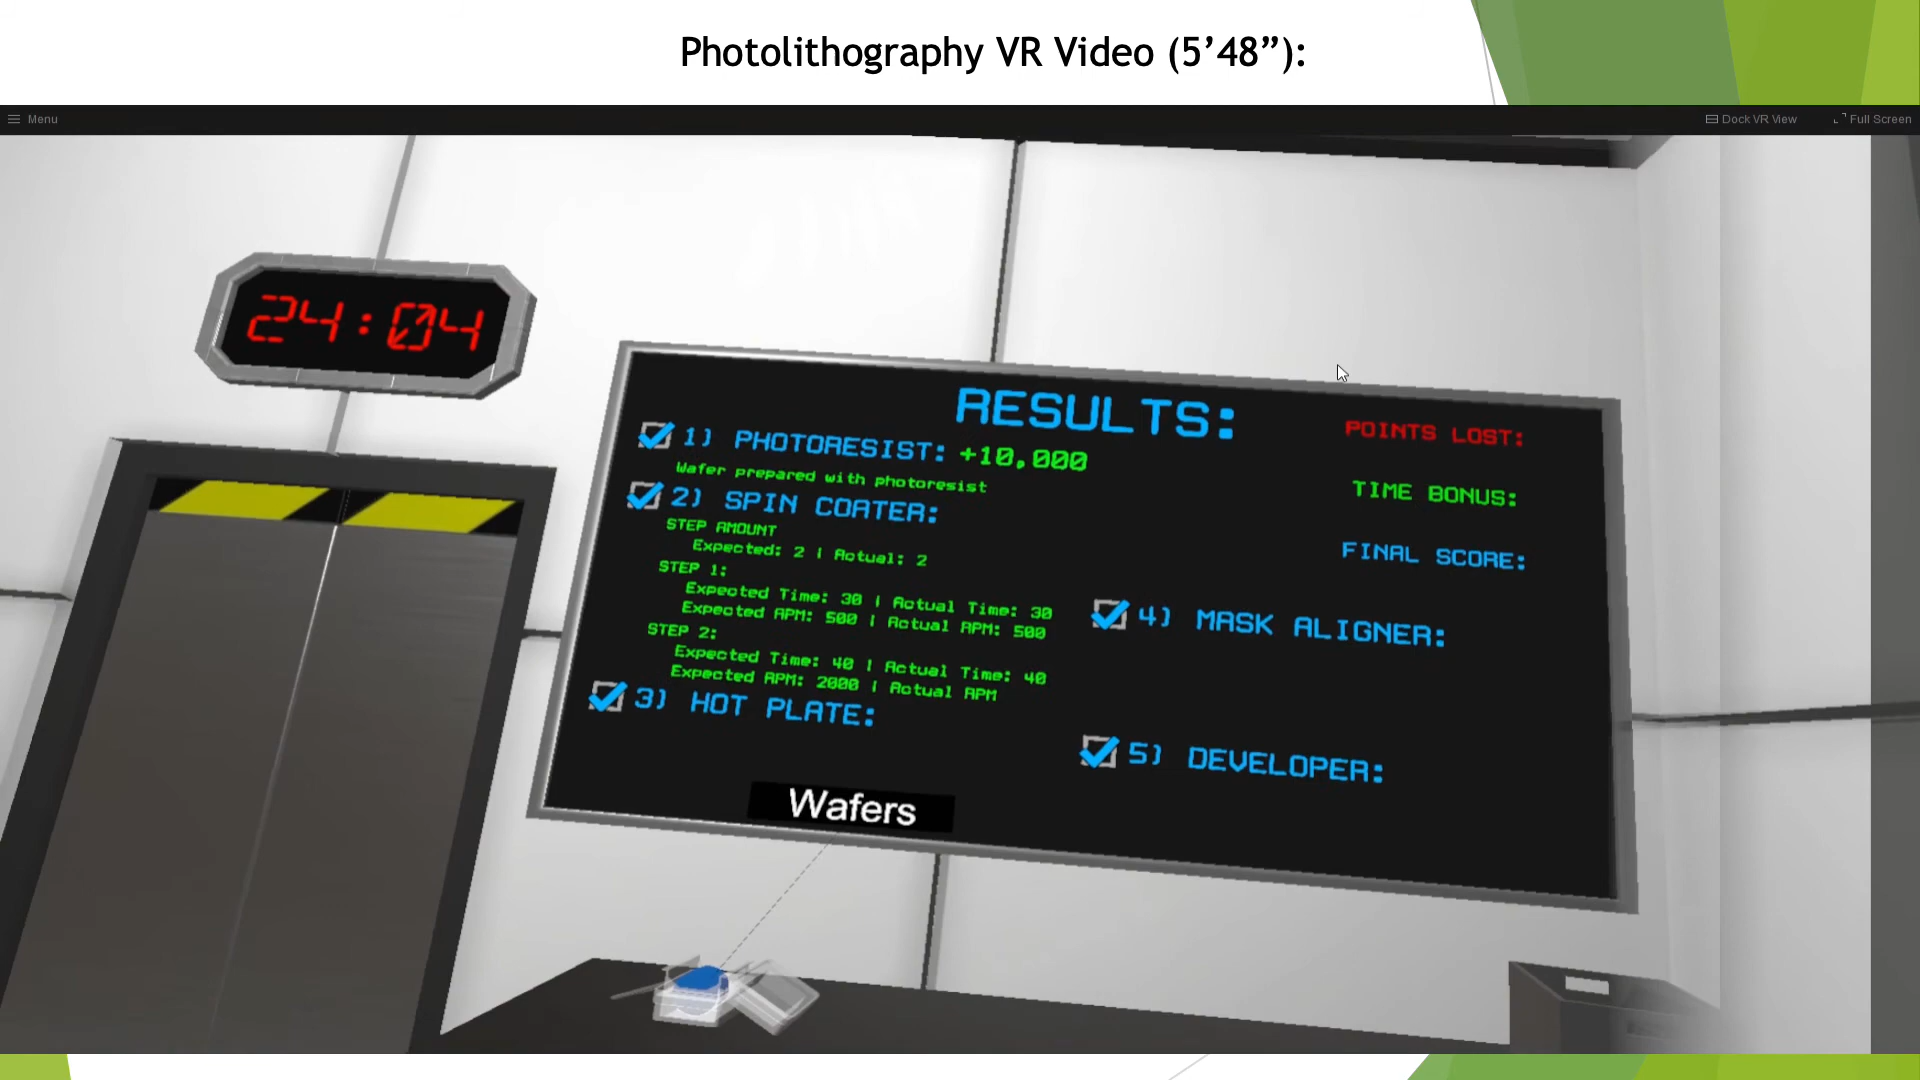 Photolithography VR Video (5’48”):
Menu
Dock VR View
Full Screen
24:04
RESULTS:
1) PHOTORESIST: +10,000
Wafer prepared with photoresist
2) SPIN COATER:
STEP AMOUNT
Expected: 2 | Actual: 2
STEP 1:
Expected Time: 30 | Actual Time: 30
Expected RPM: 500 | Actual RPM: 500
STEP 2:
Expected Time: 40 | Actual Time: 40
Expected RPM: 2000 | Actual RPM
3) HOT PLATE:
POINTS LOST:
TIME BONUS:
FINAL SCORE:
4) MASK ALIGNER:
5) DEVELOPER:
Wafers